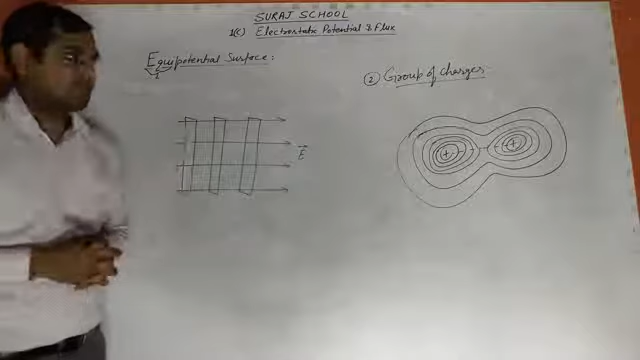 SURAJ SCHOOL
1(C) Electrostatic Potential & Flux
Equipotential Surface :
② Group of charges
E
+ +